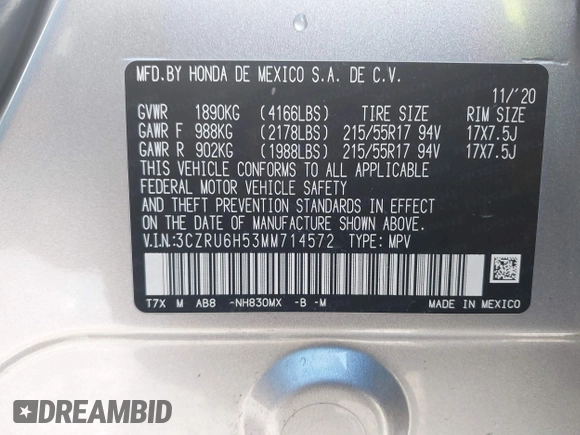 MFD.BY HONDA DE MEXICO S.A. DE C.V.
11/'20
GVWR 1890KG (4166LBS) TIRE SIZE RIM SIZE
GAWR F 988KG (2178LBS) 215/55R17 94V 17X7.5J
GAWR R 902KG (1988LBS) 215/55R17 94V 17X7.5J
THIS VEHICLE CONFORMS TO ALL APPLICABLE
FEDERAL MOTOR VEHICLE SAFETY
AND THEFT PREVENTION STANDARDS IN EFFECT
ON THE DATE OF MANUFACTURE SHOWN ABOVE.
V.I.N:3CZRU6H53MM714572 TYPE: MPV
T7X M AB8 -NH830MX -B -M MADE IN MEXICO
DREAMBID